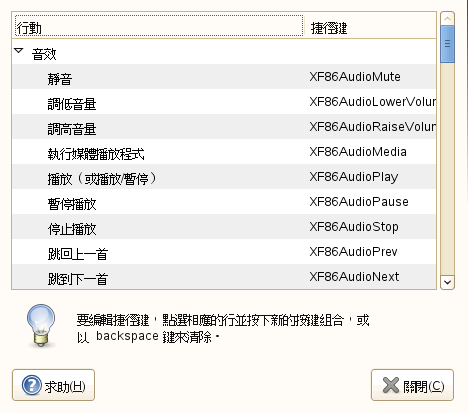 行動 捷徑鍵
音效
靜音 XF86AudioMute
調低音量 XF86AudioLowerVolum
調高音量 XF86AudioRaiseVolum
執行媒體播放程式 XF86AudioMedia
播放（或播放/暫停） XF86AudioPlay
暫停播放 XF86AudioPause
停止播放 XF86AudioStop
跳回上一首 XF86AudioPrev
跳到下一首 XF86AudioNext
要編輯捷徑鍵，點選相應的行並按下新的按鍵組合，或
以 backspace 鍵來清除。
求助(H) 關閉(C)